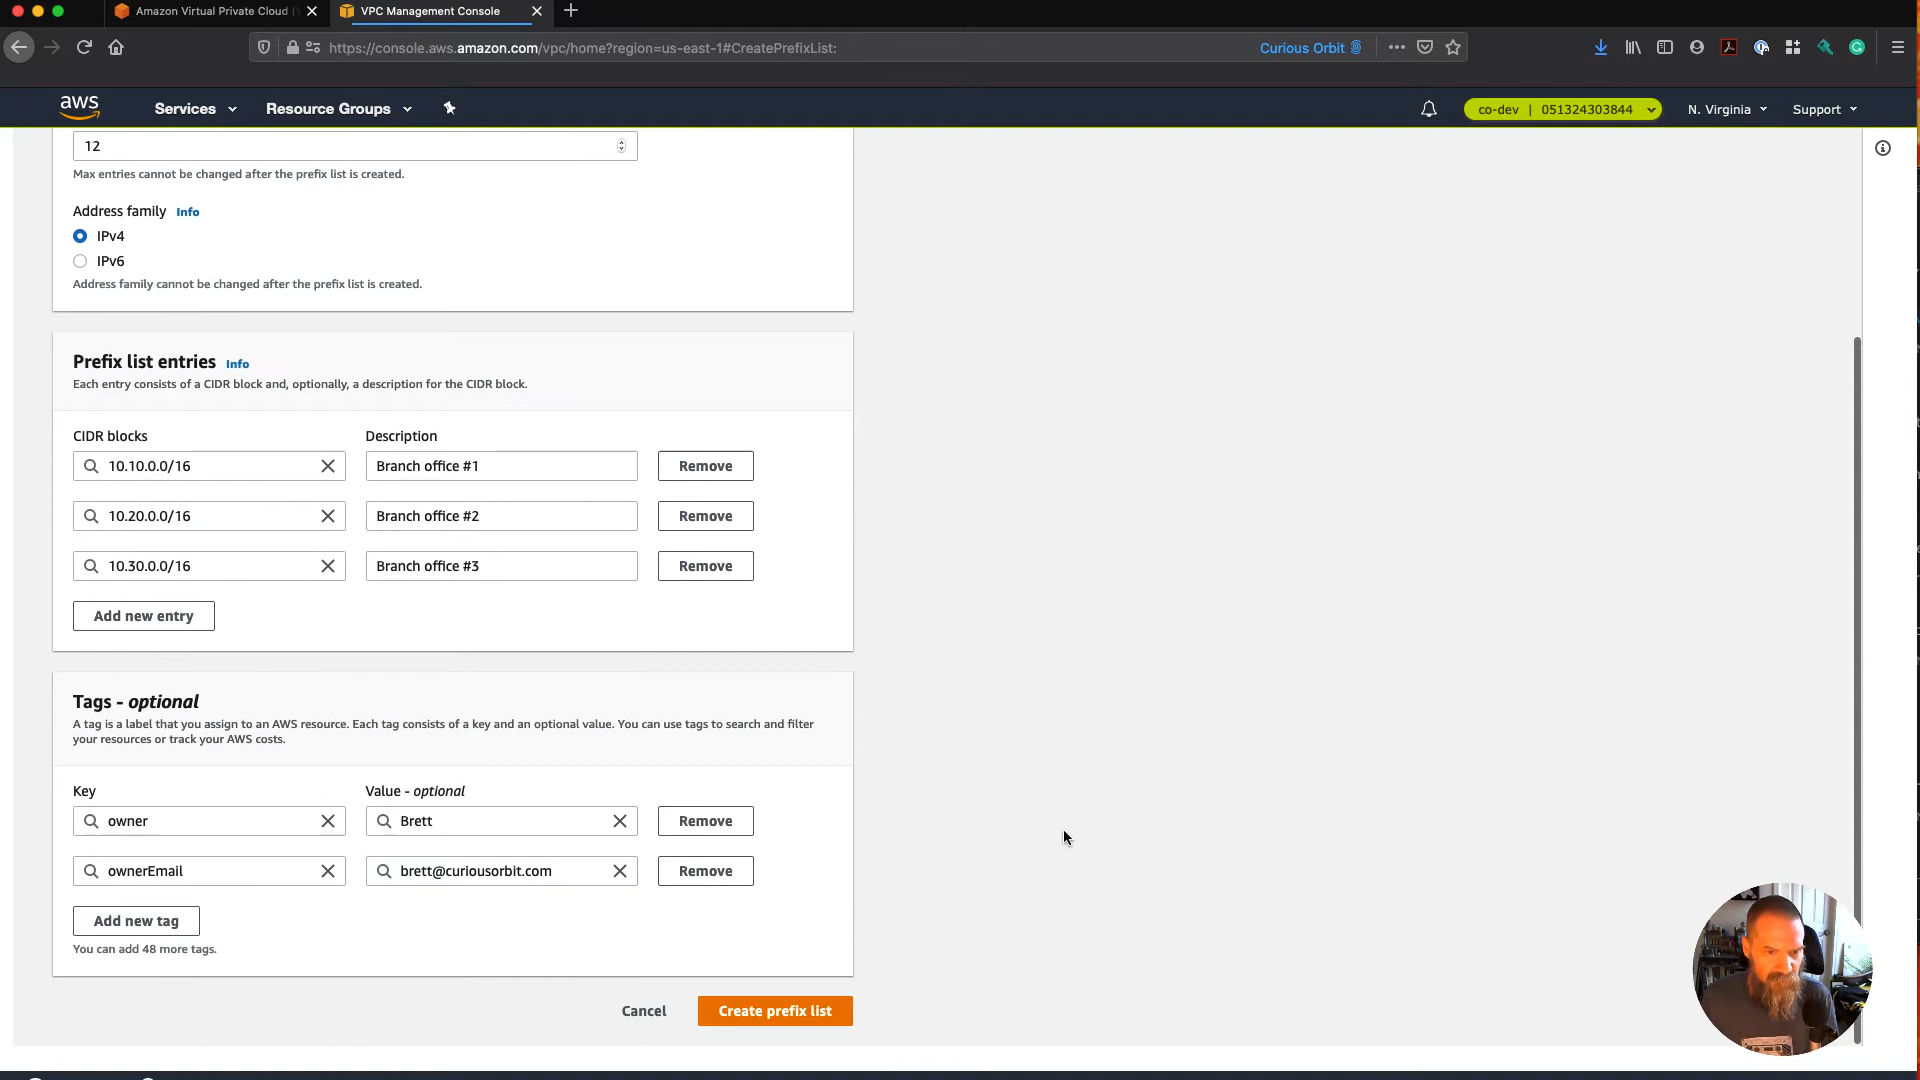 Amazon Virtual Private Cloud (V
VPC Management Console
https://console.aws.amazon.com/vpc/home?region=us-east-1#CreatePrefixList:
Curious Orbit
aws
Services
Resource Groups
co-dev | 051324303844
N. Virginia
Support
12
Max entries cannot be changed after the prefix list is created.
Address family Info
IPv4
IPv6
Address family cannot be changed after the prefix list is created.
Prefix list entries Info
Each entry consists of a CIDR block and, optionally, a description for the CIDR block.
CIDR blocks Description
10.10.0.0/16 Branch office #1 Remove
10.20.0.0/16 Branch office #2 Remove
10.30.0.0/16 Branch office #3 Remove
Add new entry
Tags - optional
A tag is a label that you assign to an AWS resource. Each tag consists of a key and an optional value. You can use tags to search and filter
your resources or track your AWS costs.
Key Value - optional
owner Brett Remove
ownerEmail brett@curiousorbit.com Remove
Add new tag
You can add 48 more tags.
Cancel Create prefix list